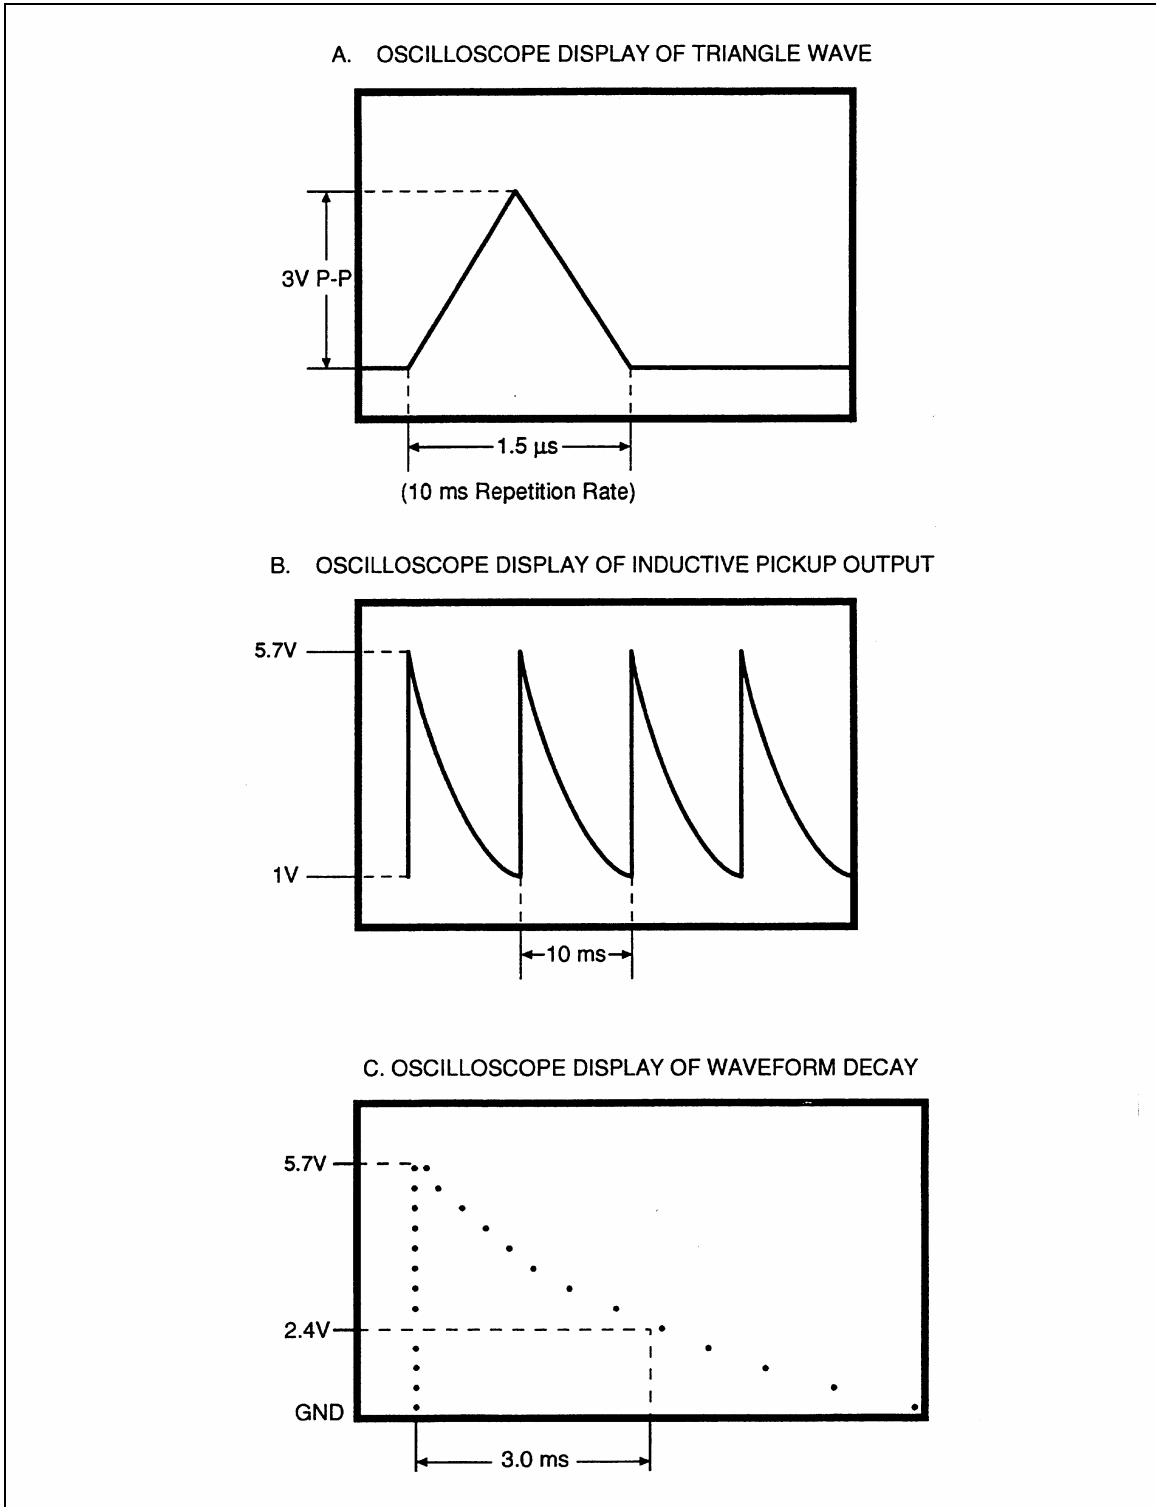 A. OSCILLOSCOPE DISPLAY OF TRIANGLE WAVE
3V P-P
1.5 µs
(10 ms Repetition Rate)
B. OSCILLOSCOPE DISPLAY OF INDUCTIVE PICKUP OUTPUT
5.7V
1V
10 ms
C. OSCILLOSCOPE DISPLAY OF WAVEFORM DECAY
5.7V
2.4V
GND
3.0 ms